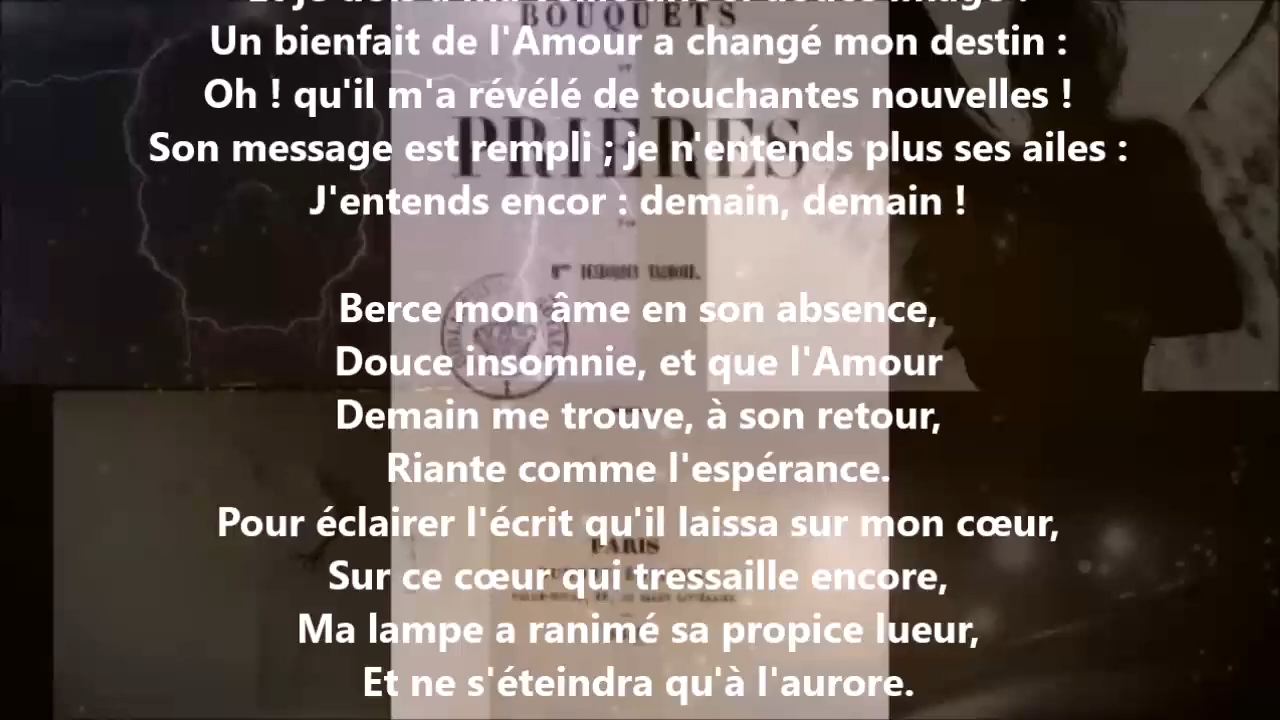 BOUQUETS
ET
PRIÈRES
Un bienfait de l'Amour a changé mon destin :
Oh ! qu'il m'a révélé de touchantes nouvelles !
Son message est rempli ; je n'entends plus ses ailes :
J'entends encor : demain, demain !
Berce mon âme en son absence,
Douce insomnie, et que l'Amour
Demain me trouve, à son retour,
Riante comme l'espérance.
Pour éclairer l'écrit qu'il laissa sur mon cœur,
Sur ce cœur qui tressaille encore,
Ma lampe a ranimé sa propice lueur,
Et ne s'éteindra qu'à l'aurore.
PARIS